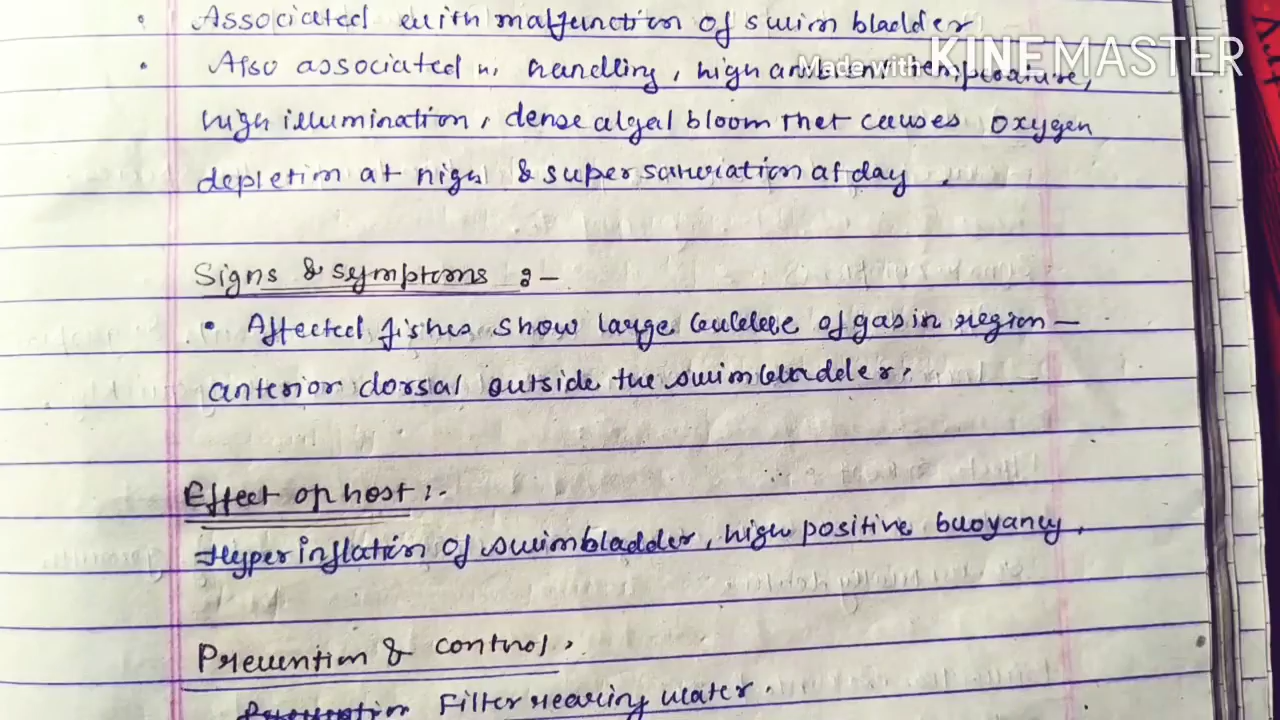 • Associated with malfunction of swim bladder
Made with KINEMASTER
• Also associated w, handling, high ambient temperature,
high illumination, dense algal bloom that causes oxygen
depletion at night & super saturation at day.
Signs & symptoms :-
• Affected fishes show large bubble of gas in region -
anterior dorsal outside the swimbladder.
Effect op host :-
Hyper inflation of swimbladder, high positive buoyancy,
Prevention & control,
Filter rearing water.